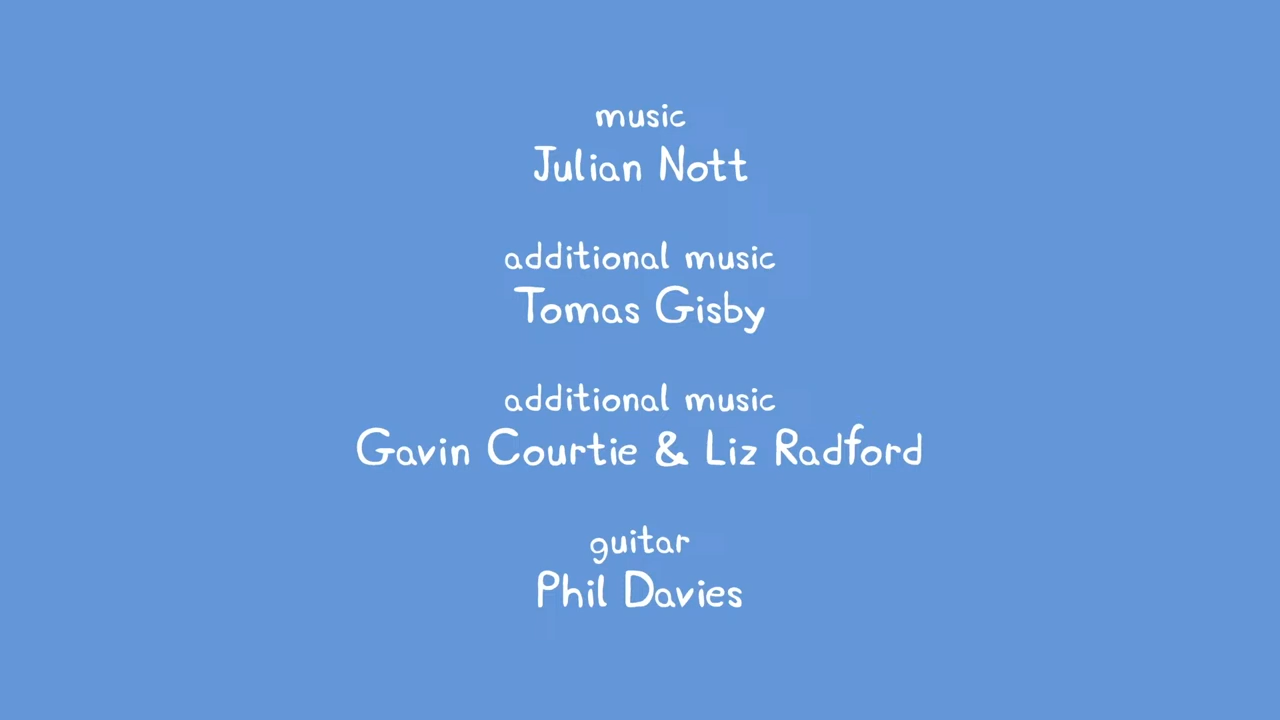 music
Julian Nott
additional music
Tomas Gisby
additional music
Gavin Courtie & Liz Radford
guitar
Phil Davies